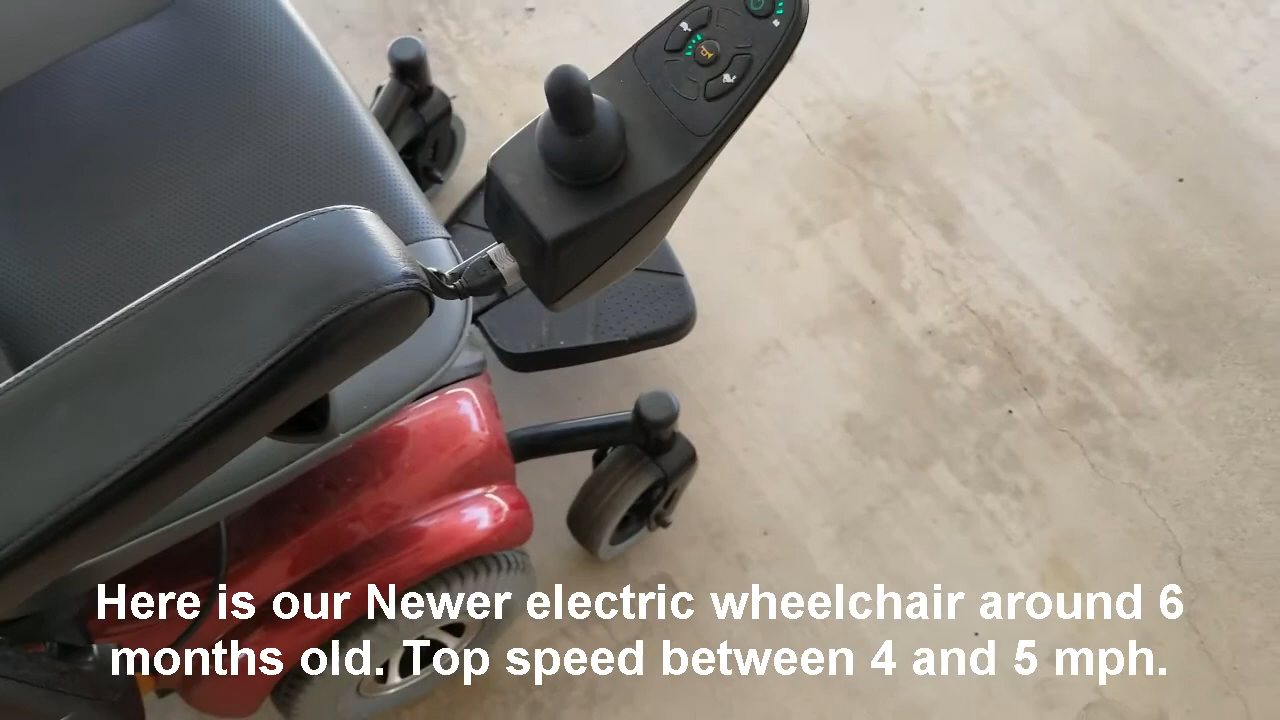 Here is our Newer electric wheelchair around 6
months old. Top speed between 4 and 5 mph.